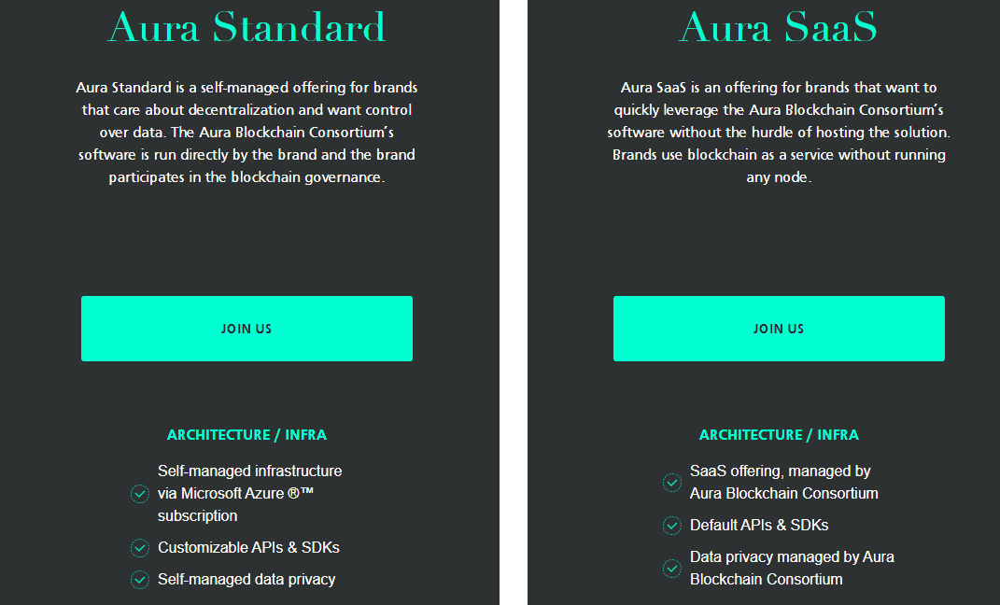 Aura Standard
Aura Standard is a self-managed offering for brands
that care about decentralization and want control
over data. The Aura Blockchain Consortium’s
software is run directly by the brand and the brand
participates in the blockchain governance.
JOIN US
ARCHITECTURE / INFRA
Self-managed infrastructure
via Microsoft Azure ®™
subscription
Customizable APIs & SDKs
Self-managed data privacy
Aura SaaS
Aura SaaS is an offering for brands that want to
quickly leverage the Aura Blockchain Consortium’s
software without the hurdle of hosting the solution.
Brands use blockchain as a service without running
any node.
JOIN US
ARCHITECTURE / INFRA
SaaS offering, managed by
Aura Blockchain Consortium
Default APIs & SDKs
Data privacy managed by Aura
Blockchain Consortium